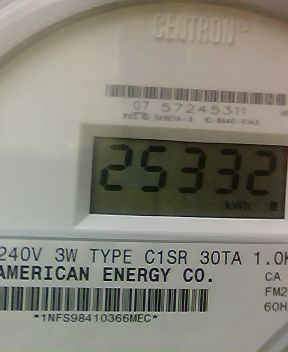 CENTRON®
07 57245311
25332
kWh
240V 3W TYPE C1SR 30TA 1.0K
AMERICAN ENERGY CO.
CA
FM2
60H
*1NFS98410366MEC*